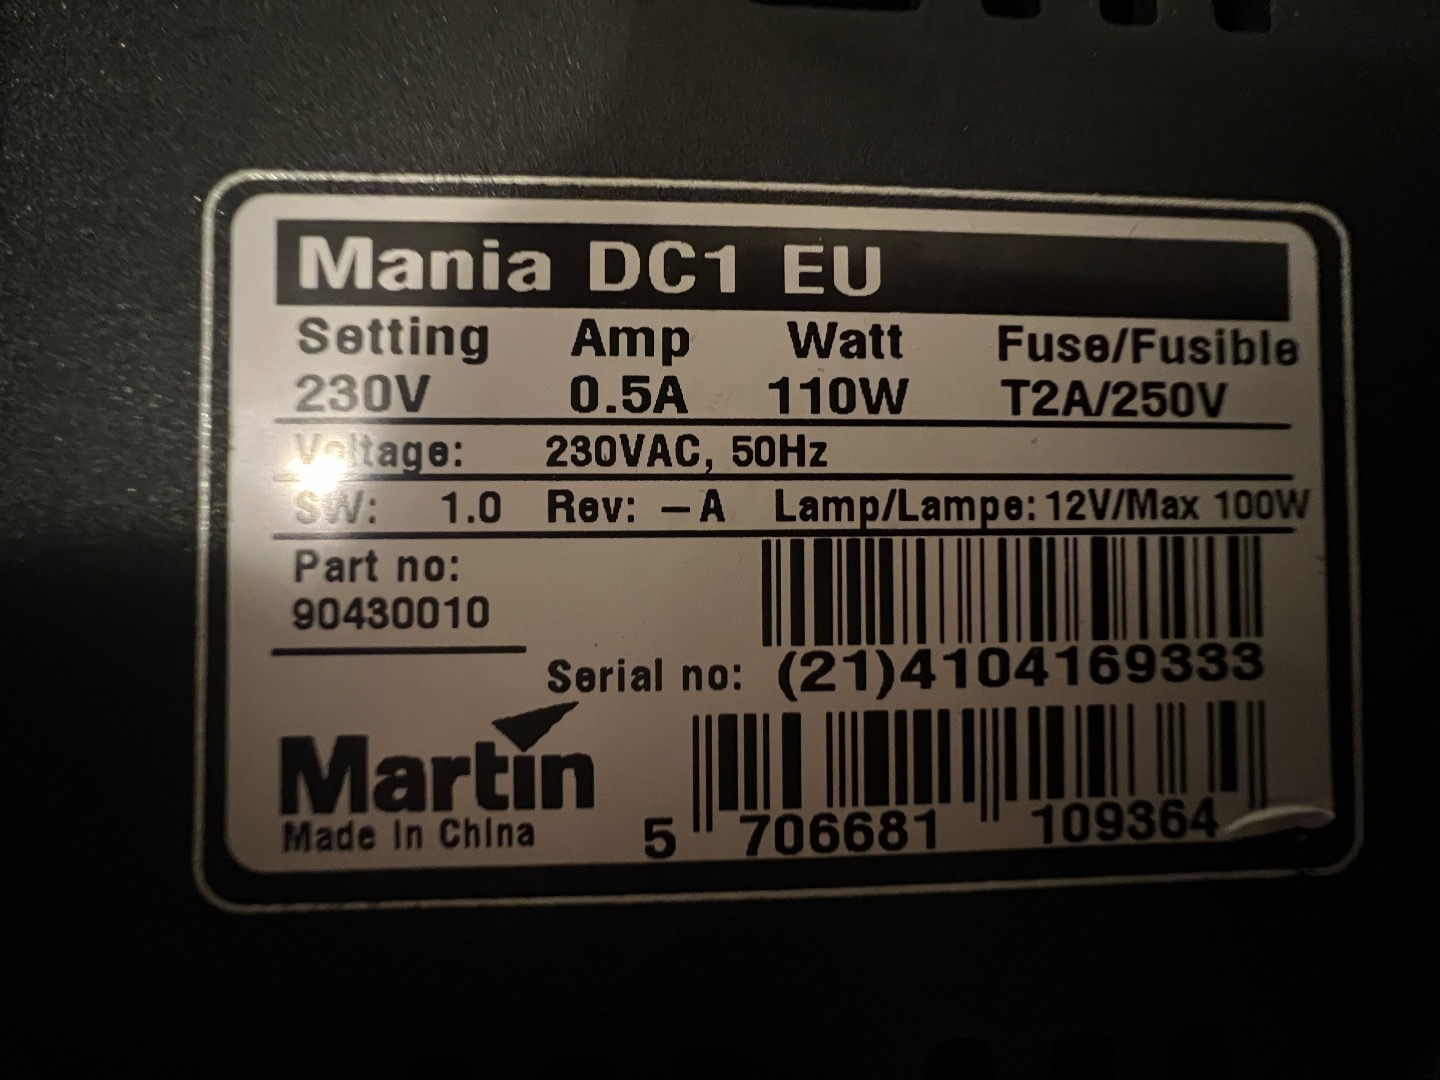 Mania DC1 EU
Setting Amp Watt Fuse/Fusible
230V 0.5A 110W T2A/250V
Voltage: 230VAC, 50Hz
SW: 1.0 Rev: -A Lamp/Lampe: 12V/Max 100W
Part no:
90430010
Serial no: (21)4104169333
Martin
Made In China
5 706681 109364